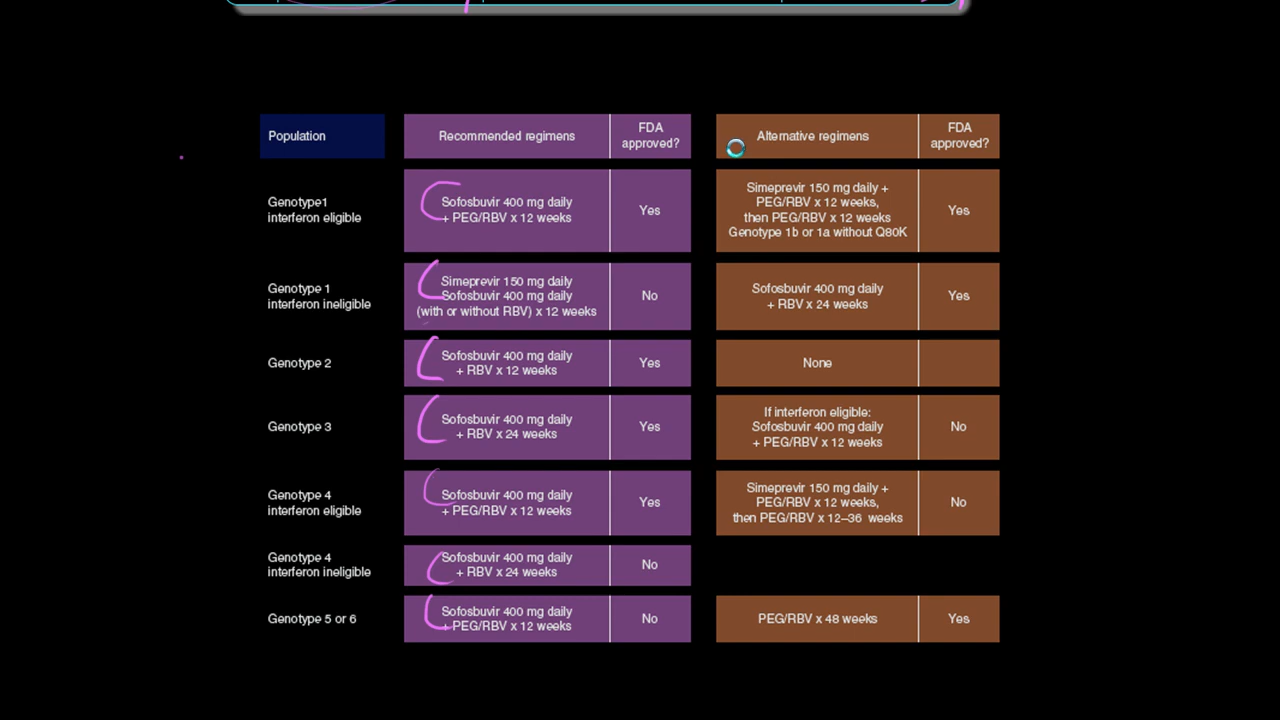 Population
Recommended regimens
FDA
approved?
Alternative regimens
FDA
approved?
Genotype1
interferon eligible
Sofosbuvir 400 mg daily
+ PEG/RBV x 12 weeks
Yes
Simeprevir 150 mg daily +
PEG/RBV x 12 weeks,
then PEG/RBV x 12 weeks
Genotype 1b or 1a without Q80K
Yes
Genotype 1
interferon ineligible
Simeprevir 150 mg daily
Sofosbuvir 400 mg daily
(with or without RBV) x 12 weeks
No
Sofosbuvir 400 mg daily
+ RBV x 24 weeks
Yes
Genotype 2
Sofosbuvir 400 mg daily
+ RBV x 12 weeks
Yes
None
Genotype 3
Sofosbuvir 400 mg daily
+ RBV x 24 weeks
Yes
If interferon eligible:
Sofosbuvir 400 mg daily
+ PEG/RBV x 12 weeks
No
Genotype 4
interferon eligible
Sofosbuvir 400 mg daily
+ PEG/RBV x 12 weeks
Yes
Simeprevir 150 mg daily +
PEG/RBV x 12 weeks,
then PEG/RBV x 12–36 weeks
No
Genotype 4
interferon ineligible
Sofosbuvir 400 mg daily
+ RBV x 24 weeks
No
Genotype 5 or 6
Sofosbuvir 400 mg daily
+ PEG/RBV x 12 weeks
No
PEG/RBV x 48 weeks
Yes